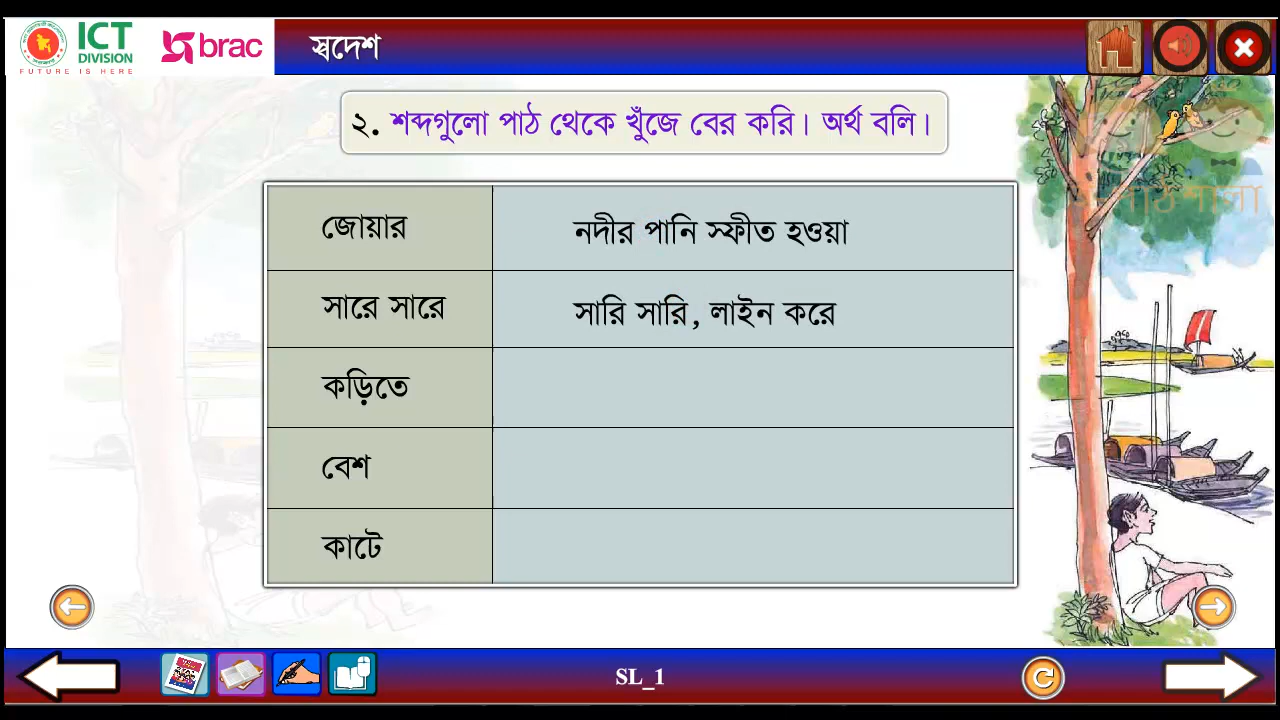 ICT
DIVISION
FUTURE IS HERE
brac
স্বদেশ
২. শব্দগুলো পাঠ থেকে খুঁজে বের করি। অর্থ বলি।
পাঠশালা
জোয়ার নদীর পানি স্ফীত হওয়া
সারে সারে সারি সারি, লাইন করে
কড়িতে
বেশ
কাটে
SL_1